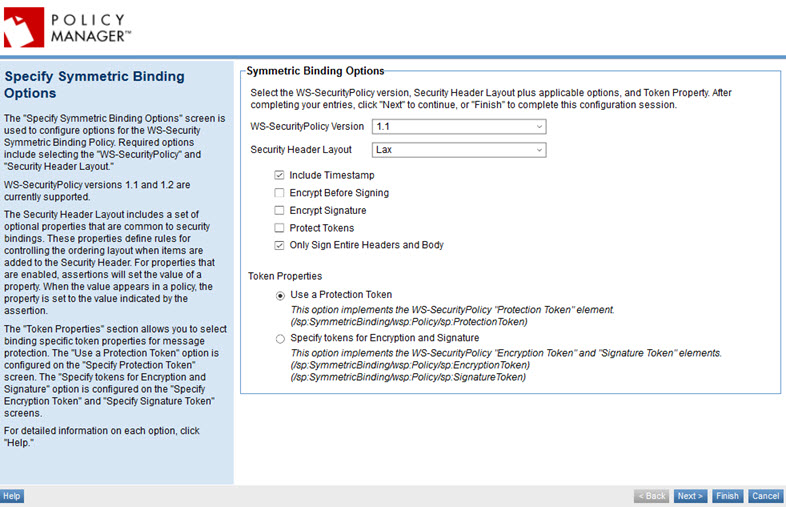 POLICY
MANAGER™
Specify Symmetric Binding
Options
The "Specify Symmetric Binding Options" screen is
used to configure options for the WS-Security
Symmetric Binding Policy. Required options
include selecting the "WS-SecurityPolicy" and
"Security Header Layout."
WS-SecurityPolicy versions 1.1 and 1.2 are
currently supported.
The Security Header Layout includes a set of
optional properties that are common to security
bindings. These properties define rules for
controlling the ordering layout when items are
added to the Security Header. For properties that
are enabled, assertions will set the value of a
property. When the value appears in a policy, the
property is set to the value indicated by the
assertion.
The "Token Properties" section allows you to select
binding specific token properties for message
protection. The "Use a Protection Token" option is
configured on the "Specify Protection Token"
screen. The "Specify tokens for Encryption and
Signature" option is configured on the "Specify
Encryption Token" and "Specify Signature Token"
screens.
For detailed information on each option, click
"Help."
Symmetric Binding Options
Select the WS-SecurityPolicy version, Security Header Layout plus applicable options, and Token Property. After
completing your entries, click "Next" to continue, or "Finish" to complete this configuration session.
WS-SecurityPolicy Version 1.1
Security Header Layout Lax
Include Timestamp
Encrypt Before Signing
Encrypt Signature
Protect Tokens
Only Sign Entire Headers and Body
Token Properties
Use a Protection Token
This option implements the WS-SecurityPolicy "Protection Token" element.
(/sp:SymmetricBinding/wsp:Policy/sp:ProtectionToken)
Specify tokens for Encryption and Signature
This option implements the WS-SecurityPolicy "Encryption Token" and "Signature Token" elements.
(/sp:SymmetricBinding/wsp:Policy/sp:EncryptionToken)
(/sp:SymmetricBinding/wsp:Policy/sp:SignatureToken)
Help < Back Next > Finish Cancel